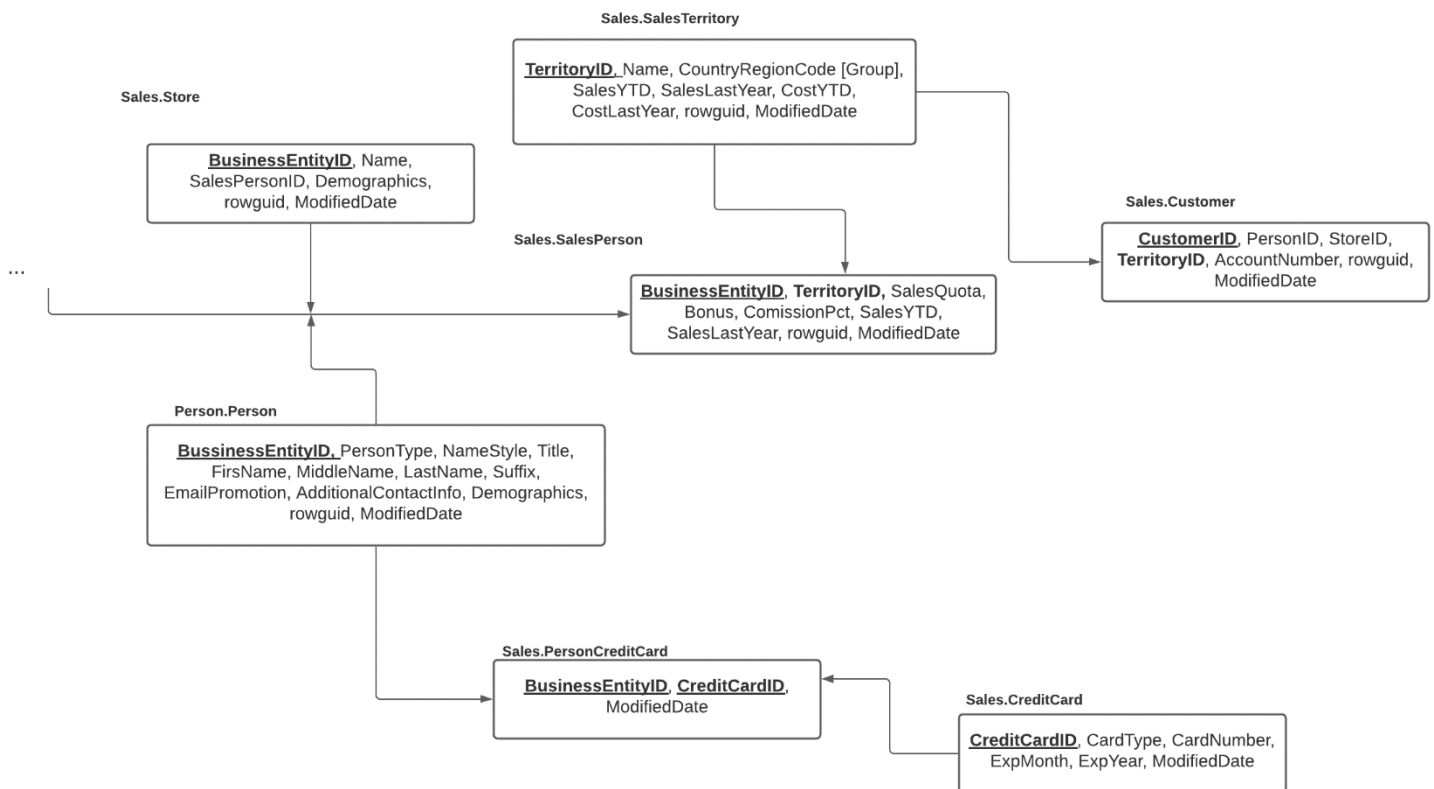 Sales.SalesTerritory
TerritoryID, Name, CountryRegionCode [Group],
SalesYTD, SalesLastYear, CostYTD,
CostLastYear, rowguid, ModifiedDate
Sales.Store
BusinessEntityID, Name,
SalesPersonID, Demographics,
rowguid, ModifiedDate
Sales.Customer
CustomerID, PersonID, StoreID,
TerritoryID, AccountNumber, rowguid,
ModifiedDate
Sales.SalesPerson
...
BusinessEntityID, TerritoryID, SalesQuota,
Bonus, ComissionPct, SalesYTD,
SalesLastYear, rowguid, ModifiedDate
Person.Person
BussinessEntityID, PersonType, NameStyle, Title,
FirsName, MiddleName, LastName, Suffix,
EmailPromotion, AdditionalContactInfo, Demographics,
rowguid, ModifiedDate
Sales.PersonCreditCard
BusinessEntityID, CreditCardID,
ModifiedDate
Sales.CreditCard
CreditCardID, CardType, CardNumber,
ExpMonth, ExpYear, ModifiedDate